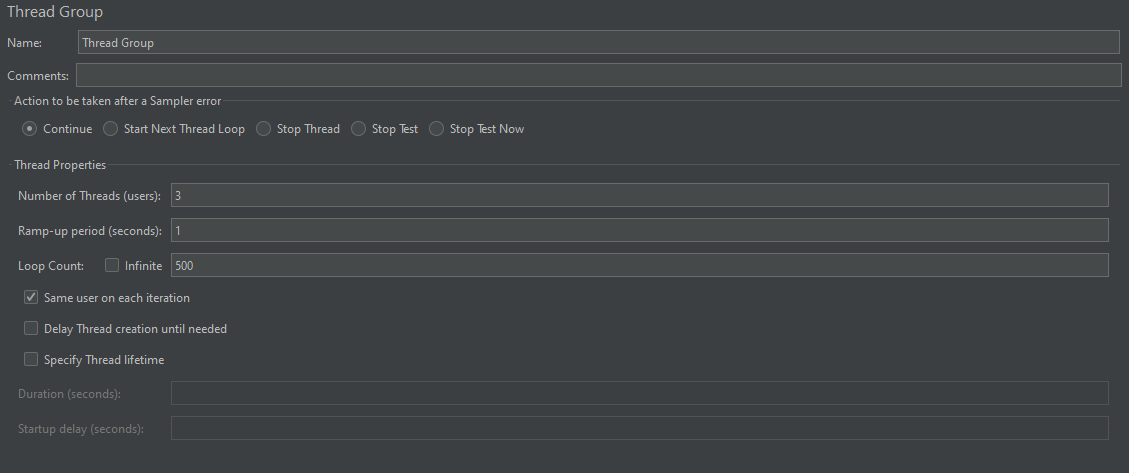 Thread Group
Name: Thread Group
Comments:
Action to be taken after a Sampler error
Continue Start Next Thread Loop Stop Thread Stop Test Stop Test Now
Thread Properties
Number of Threads (users): 3
Ramp-up period (seconds): 1
Loop Count: Infinite 500
Same user on each iteration
Delay Thread creation until needed
Specify Thread lifetime
Duration (seconds):
Startup delay (seconds):